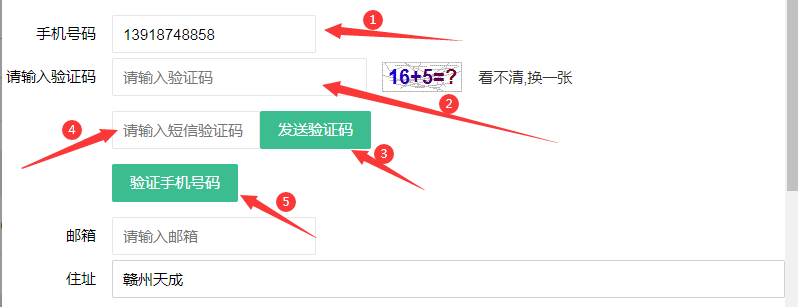 1
手机号码 13918748858
请输入验证码 请输入验证码 16+5=? 看不清,换一张
2
4 请输入短信验证码 发送验证码
3
验证手机号码
5
邮箱 请输入邮箱
住址 赣州天成